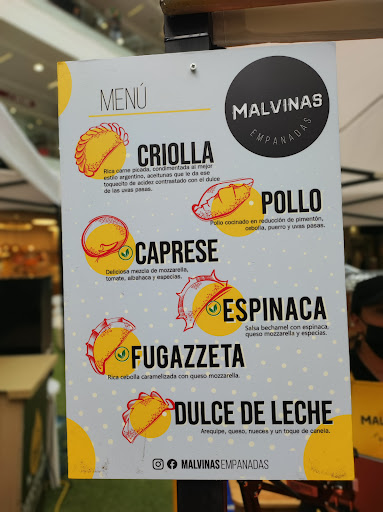 MENÚ
MALVINAS
EMPANADAS
CRIOLLA
Rica carne picada, condimentada al mejor
estilo argentino, aceitunas que le da ese
toquecito de acidez contrastado con el dulce
de las uvas pasas.
POLLO
Pollo cocinado en reducción de pimentón,
cebolla, puerro y uvas pasas.
CAPRESE
Deliciosa mezcla de mozzarella,
tomate, albahaca y especias.
ESPINACA
Salsa bechamel con espinaca,
queso mozzarella y especias.
FUGAZZETA
Rica cebolla caramelizada con queso mozzarella.
DULCE DE LECHE
Arequipe, queso, nueces y un toque de canela.
MALVINASEMPANADAS